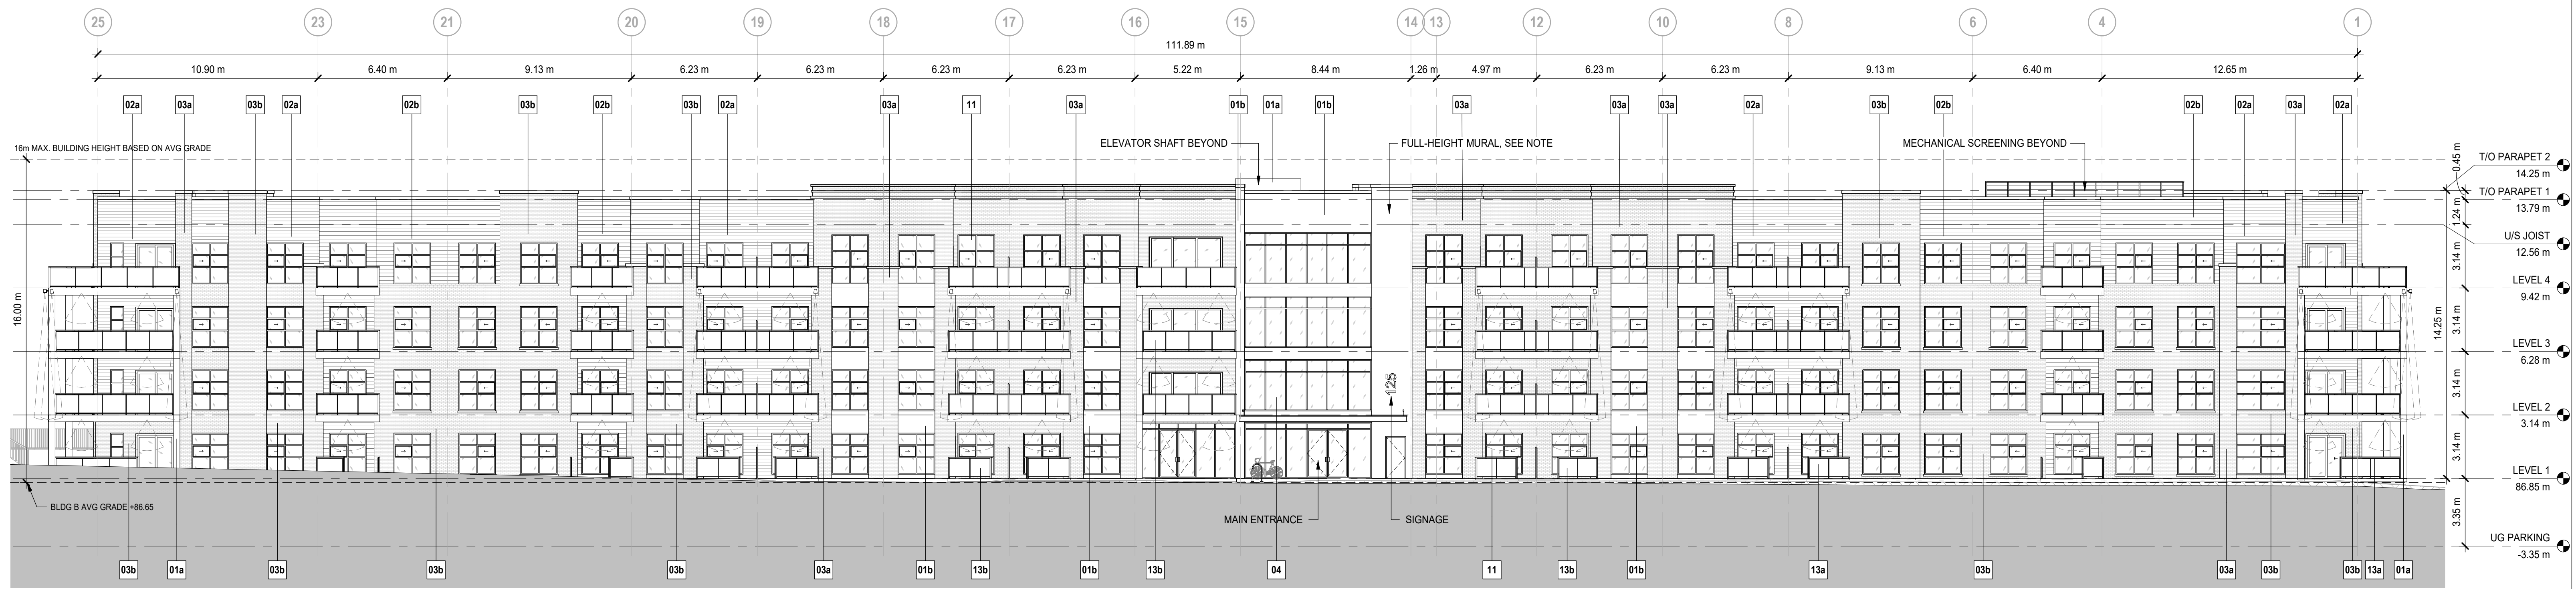 25 23 21 20 19 18 17 16 15 14 13 12 10 8 6 4 1
111.89 m
10.90 m 6.40 m 9.13 m 6.23 m 6.23 m 6.23 m 6.23 m 5.22 m 8.44 m 1.26 m 4.97 m 6.23 m 6.23 m 9.13 m 6.40 m 12.65 m
02a 03a 03b 02a 02b 03b 02b 03b 02a 03a 11 03a 01b 01a 01b 03a 03a 03a 02a 03b 02b 02b 02a 03a 02a
ELEVATOR SHAFT BEYOND
FULL-HEIGHT MURAL, SEE NOTE
MECHANICAL SCREENING BEYOND
16m MAX. BUILDING HEIGHT BASED ON AVG GRADE
16.00 m
T/O PARAPET 2
14.25 m
T/O PARAPET 1
13.79 m
U/S JOIST
12.56 m
LEVEL 4
9.42 m
LEVEL 3
6.28 m
LEVEL 2
3.14 m
LEVEL 1
86.85 m
UG PARKING
-3.35 m
0.45 m
1.24 m
3.14 m
3.14 m
3.14 m
3.14 m
3.35 m
14.25 m
125
BLDG B AVG GRADE +86.65
MAIN ENTRANCE
SIGNAGE
03b 01a 03b 03b 03b 03a 01b 13b 01b 13b 04 11 13b 01b 13a 03b 03a 03b 03b 13a 01a